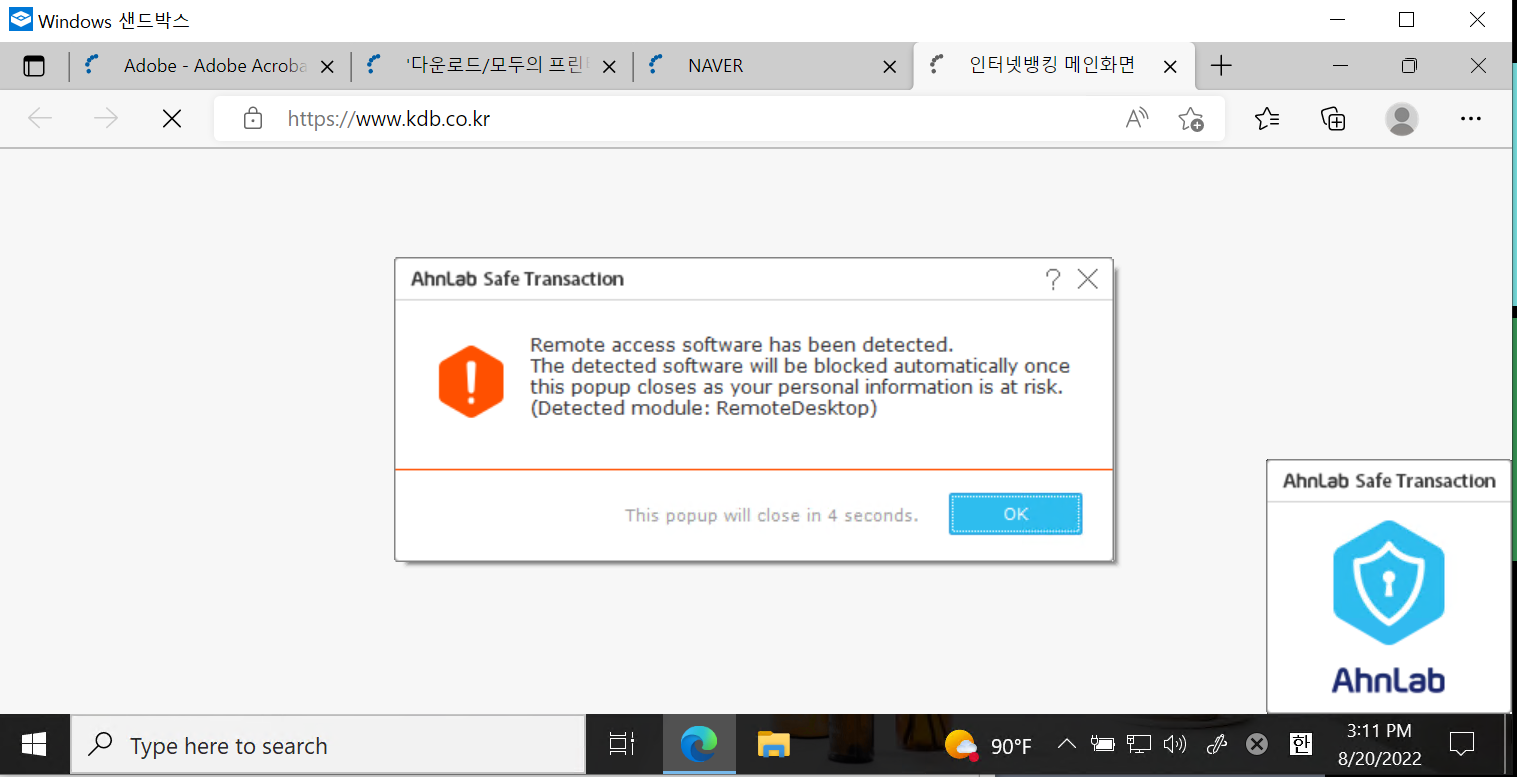 Windows 샌드박스
Adobe - Adobe Acroba
'다운로드/모두의 프린
NAVER
인터넷뱅킹 메인화면
https://www.kdb.co.kr
AhnLab Safe Transaction
Remote access software has been detected.
The detected software will be blocked automatically once
this popup closes as your personal information is at risk.
(Detected module: RemoteDesktop)
This popup will close in 4 seconds.
OK
AhnLab Safe Transaction
AhnLab
Type here to search
90°F
한
3:11 PM
8/20/2022